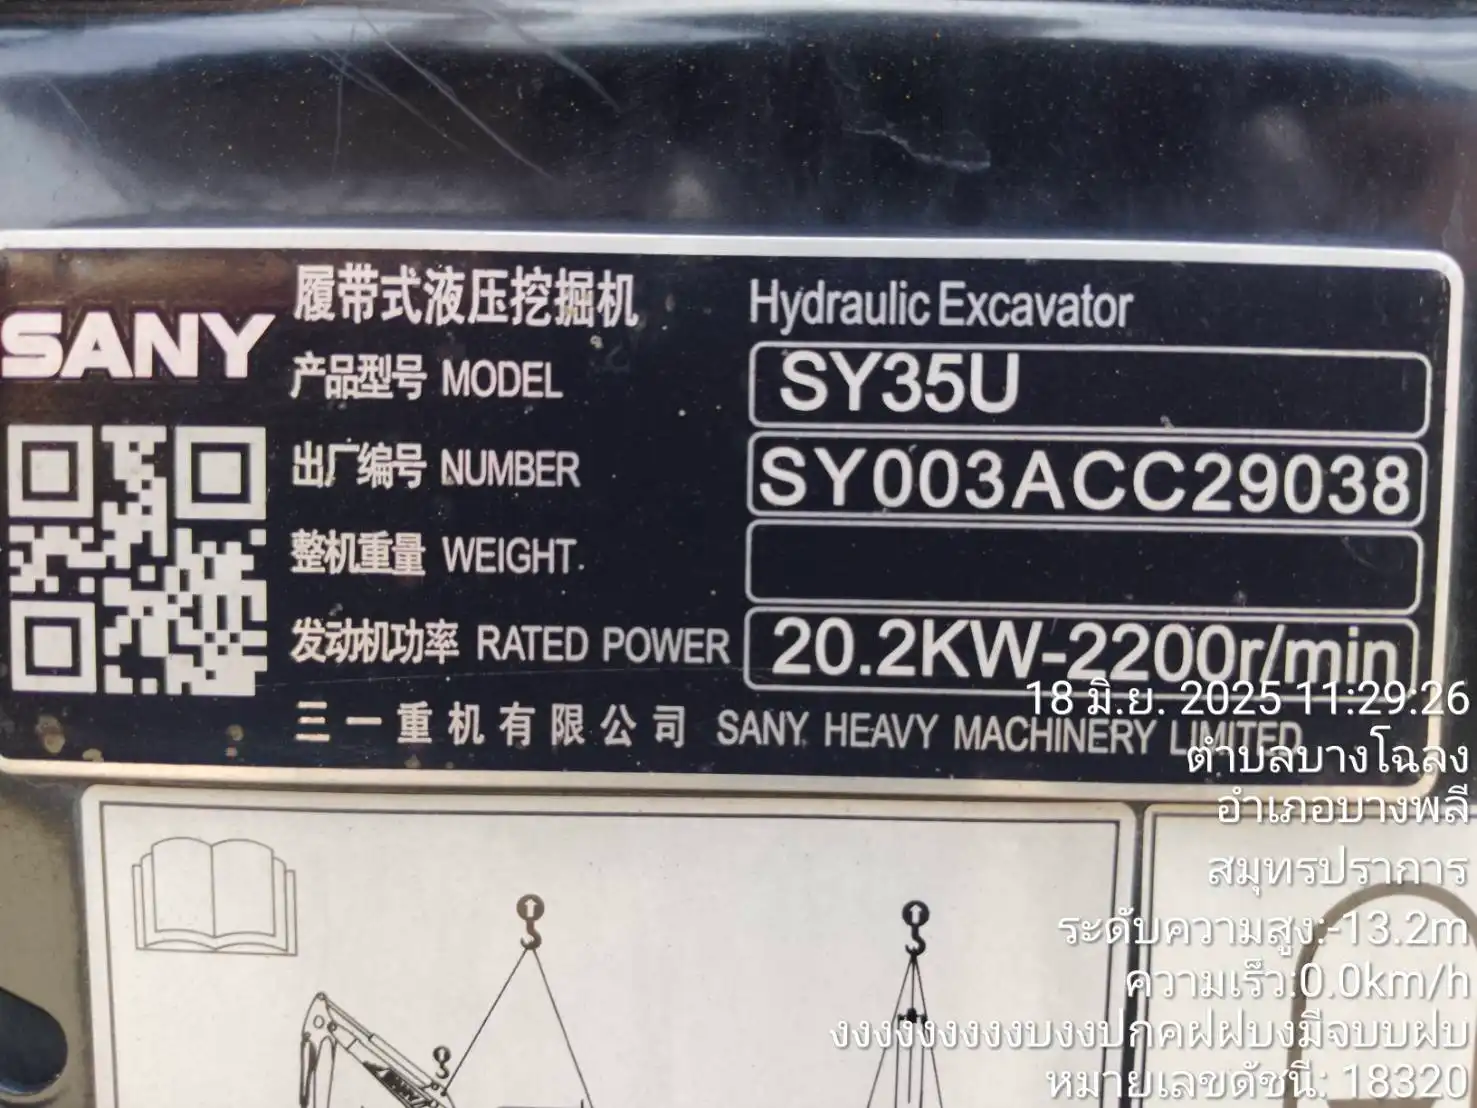 履带式液压挖掘机 Hydraulic Excavator
SANY
产品型号 MODEL SY35U
出厂编号 NUMBER SY003ACC29038
整机重量 WEIGHT
发动机功率 RATED POWER 20.2KW-2200r/min
三一重机有限公司 SANY HEAVY MACHINERY LIMITED
18 มิ.ย. 2025 11:29:26
ตำบลบางโฉลง
อำเภอบางพลี
สมุทรปราการ
ระดับความสูง:-13.2m
ความเร็ว:0.0km/h
งงงงงงงงงงบงงปกคฝฝบงมีจบบฝบ
หมายเลขดัชนี: 18320
SANY